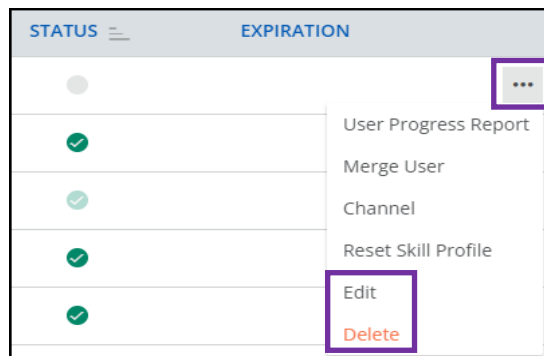 STATUS EXPIRATION
...
User Progress Report
Merge User
Channel
Reset Skill Profile
Edit
Delete